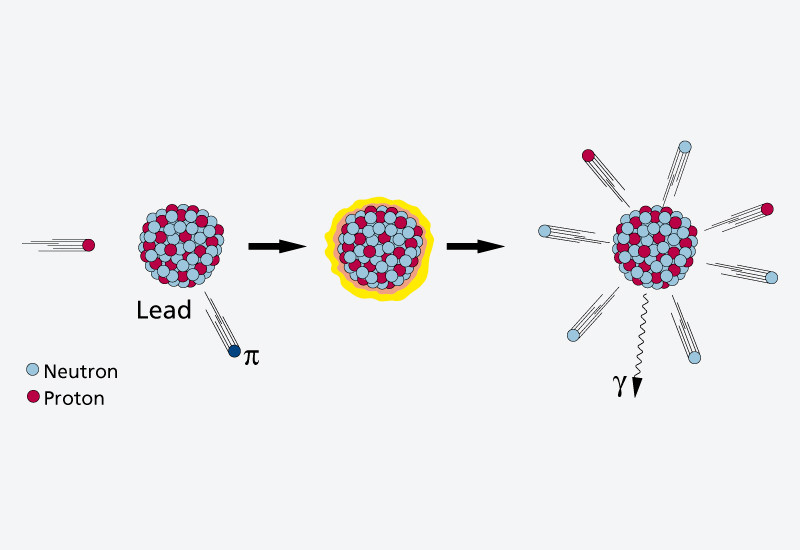 Lead
π
Neutron
Proton
γ